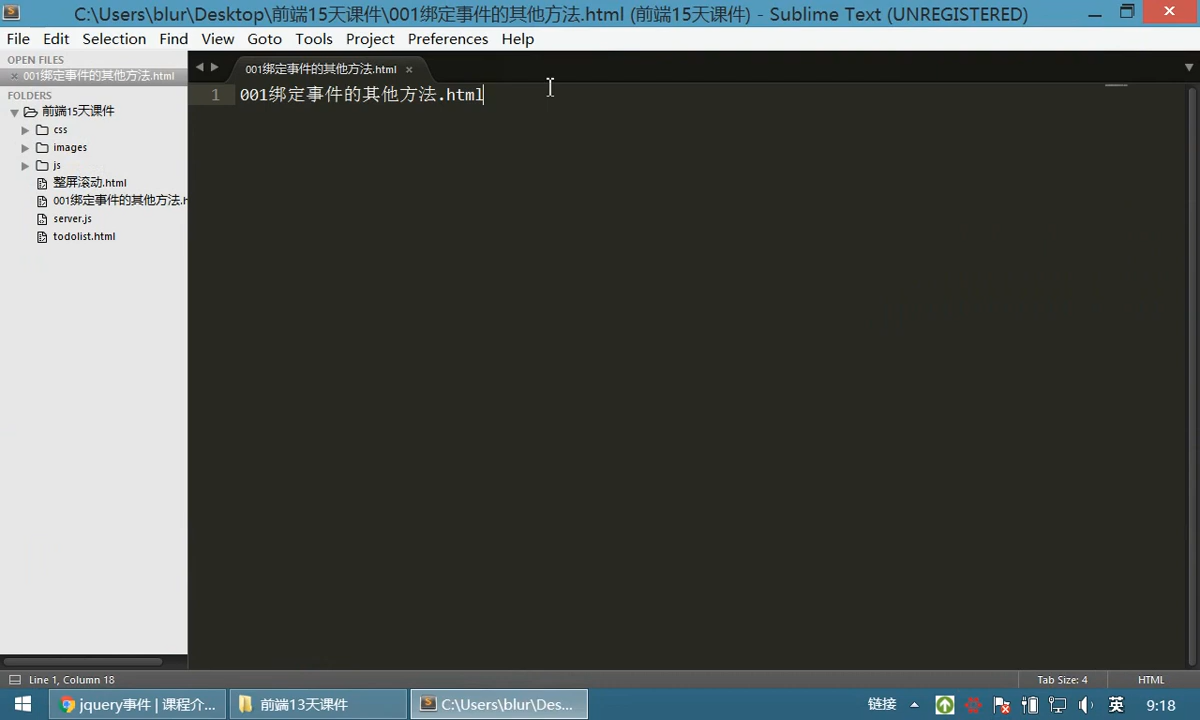 C:\Users\blur\Desktop\前端15天课件\001绑定事件的其他方法.html (前端15天课件) - Sublime Text (UNREGISTERED)
File Edit Selection Find View Goto Tools Project Preferences Help
OPEN FILES
001绑定事件的其他方法.html
FOLDERS
前端15天课件
css
images
js
整屏滚动.html
001绑定事件的其他方法.h
server.js
todolist.html
001绑定事件的其他方法.html
1 001绑定事件的其他方法.html
Line 1, Column 18 Tab Size: 4 HTML
jquery事件 | 课程介... 前端13天课件 C:\Users\blur\Des... 链接 英 9:18